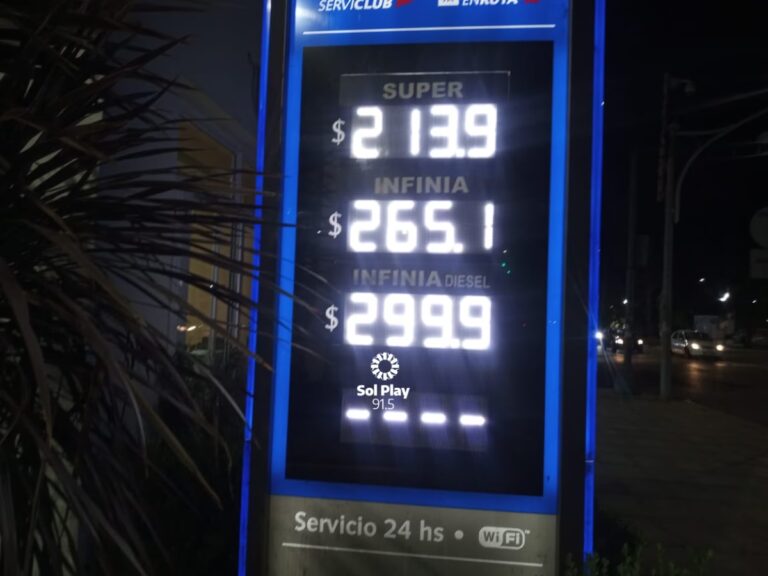 SERVICLUB ENRUTA
SUPER
$ 213.9
INFINIA
$ 265.1
INFINIA DIESEL
$ 299.9
Sol Play
91.5
- - - -
Servicio 24 hs • WiFi